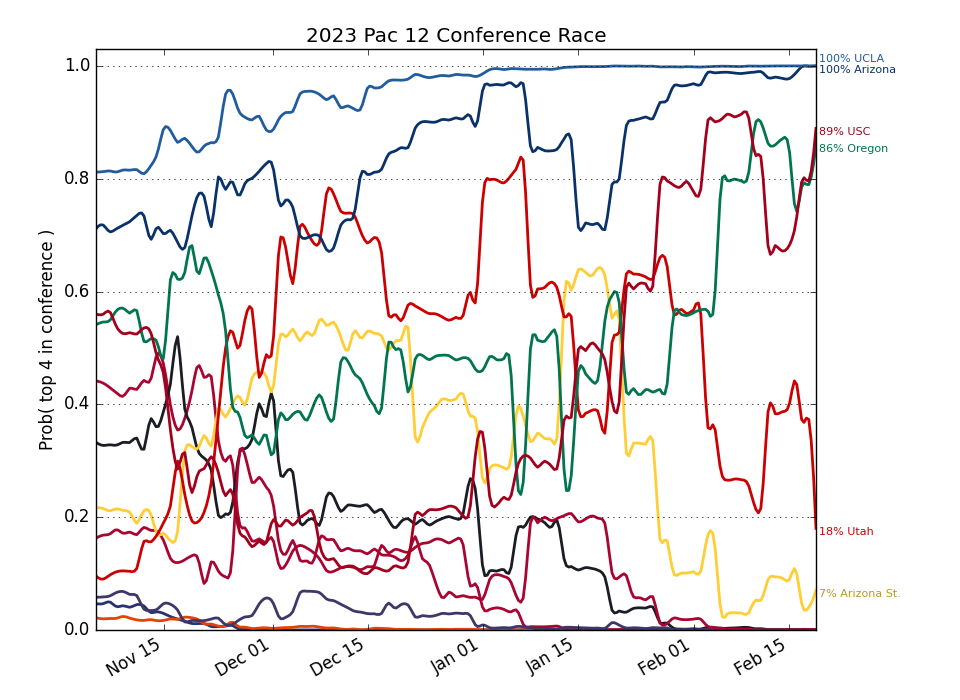 2023 Pac 12 Conference Race
Prob( top 4 in conference )
1.0
0.8
0.6
0.4
0.2
0.0
Nov 15
Dec 01
Dec 15
Jan 01
Jan 15
Feb 01
Feb 15
100% UCLA
100% Arizona
89% USC
86% Oregon
18% Utah
7% Arizona St.